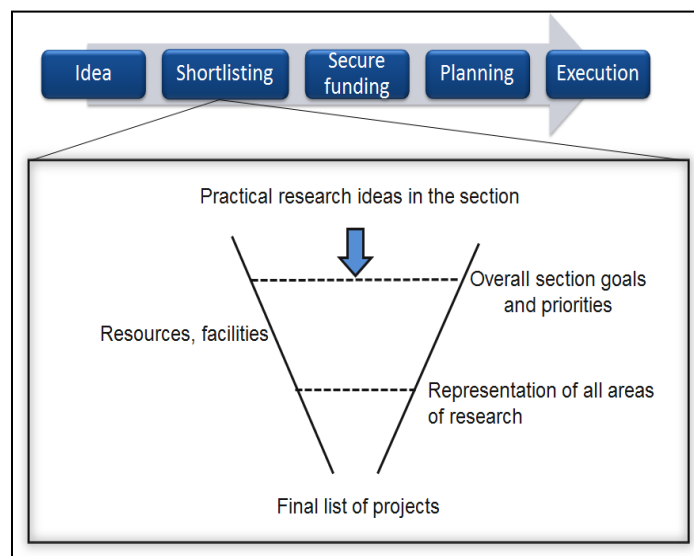 Idea
Shortlisting
Secure
funding
Planning
Execution
Practical research ideas in the section
Overall section goals
and priorities
Resources, facilities
Representation of all areas
of research
Final list of projects